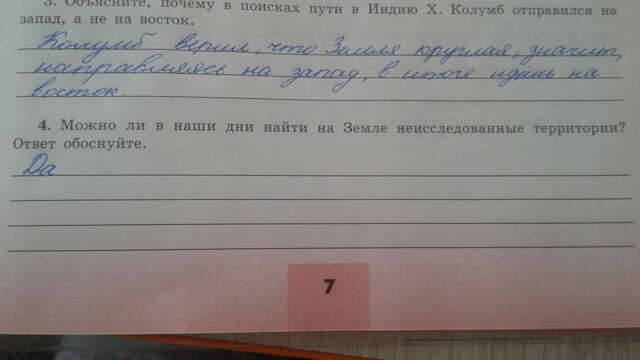 3. Объясните, почему в поисках пути в Индию Х. Колумб отправился на
запад, а не на восток.
Колумб верил, что Земля круглая, значит,
направляясь на запад, в итоге идёшь на
восток.
4. Можно ли в наши дни найти на Земле неисследованные территории?
Ответ обоснуйте.
Да
7